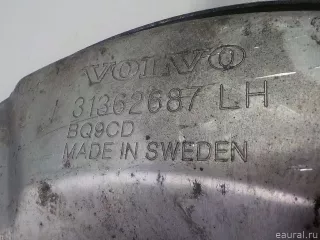 VOLVO
31362687 LH
BQ9CD
MADE IN SWEDEN
eaural.ru